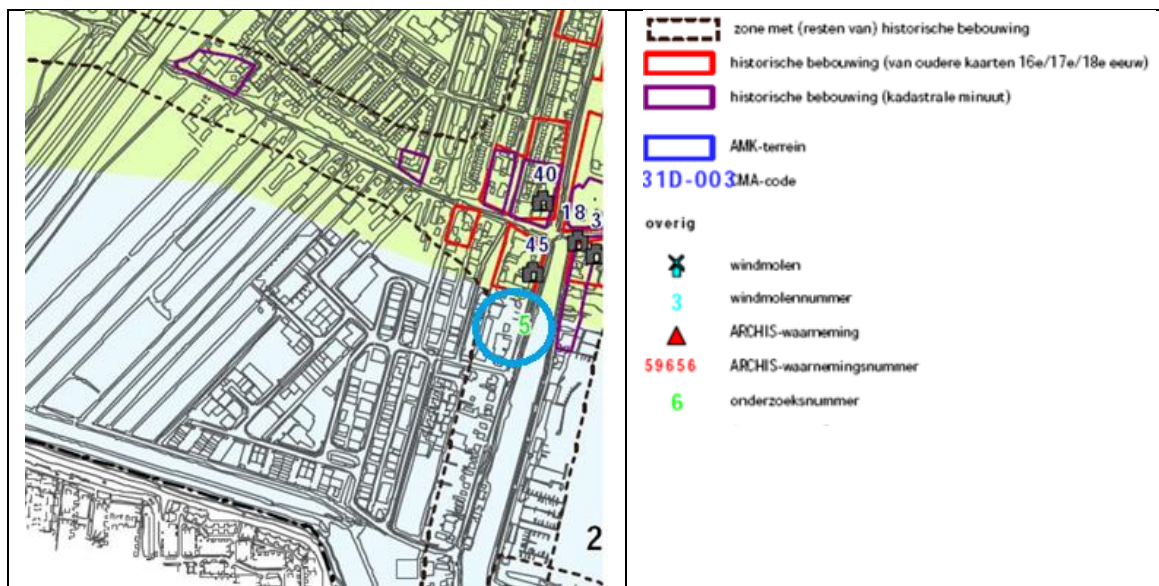 40
18
3
45
5
2
zone met (resten van) historische bebouwing
historische bebouwing (van oudere kaarten 16e/17e/18e eeuw)
historische bebouwing (kadastrale minuut)
AMK-terrein
31D-003 CMA-code
overig
windmolen
3 windmolennummer
ARCHIS-waarneming
59656 ARCHIS-waarnemingsnummer
6 onderzoeksnummer